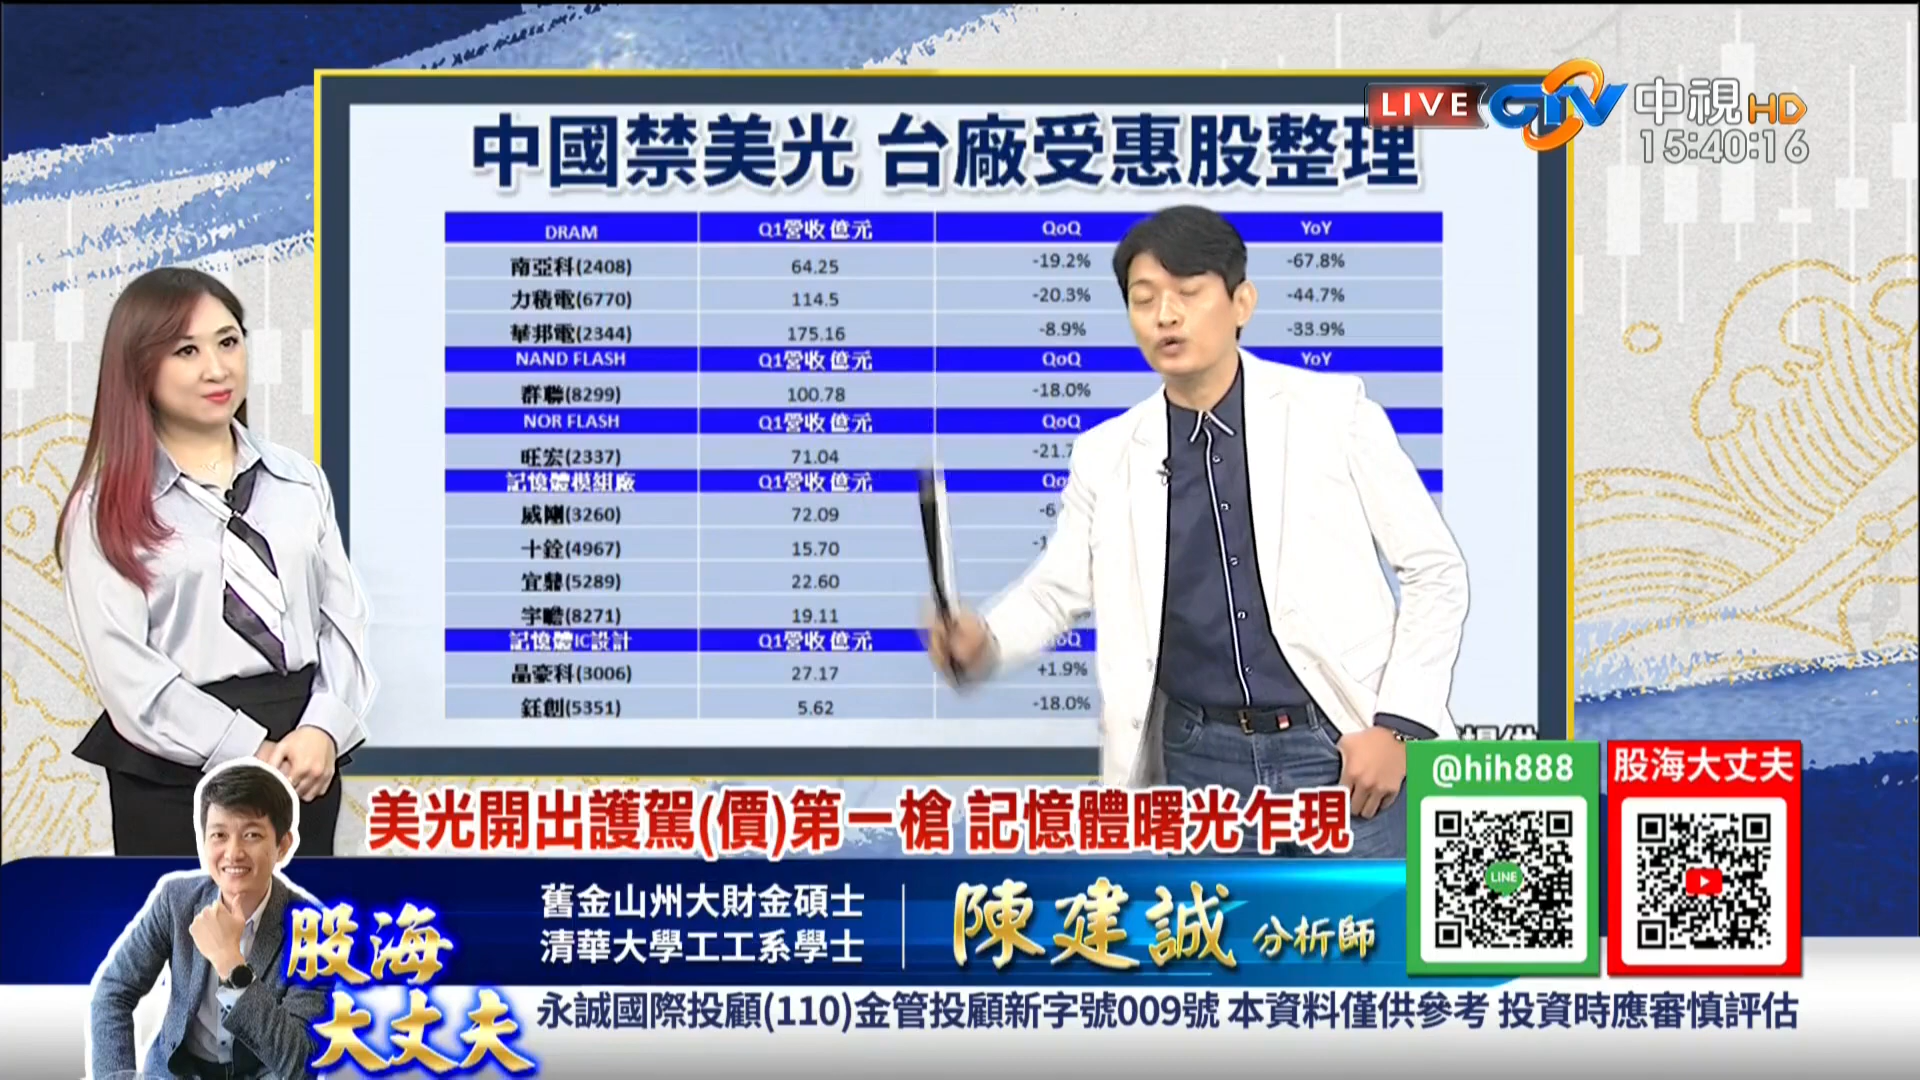 LIVE CTV 中視HD
15:40:16
中國禁美光 台廠受惠股整理
DRAM Q1營收 億元 QoQ YoY
南亞科(2408) 64.25 -19.2% -67.8%
力積電(6770) 114.5 -20.3% -44.7%
華邦電(2344) 175.16 -8.9% -33.9%
NAND FLASH Q1營收 億元 QoQ YoY
群聯(8299) 100.78 -18.0%
NOR FLASH Q1營收 億元 QoQ
旺宏(2337) 71.04
記憶體模組廠 Q1營收 億元
威剛(3260) 72.09
十銓(4967) 15.70
宜鼎(5289) 22.60
宇瞻(8271) 19.11
記憶體IC設計 Q1營收 億元 QoQ
晶豪科(3006) 27.17 +1.9%
鈺創(5351) 5.62 -18.0%
@hih888
LINE
股海大丈夫
美光開出護駕(價)第一槍 記憶體曙光乍現
股海
大丈夫
舊金山州大財金碩士
清華大學工工系學士
陳建誠 分析師
永誠國際投顧(110)金管投顧新字號009號 本資料僅供參考 投資時應審慎評估